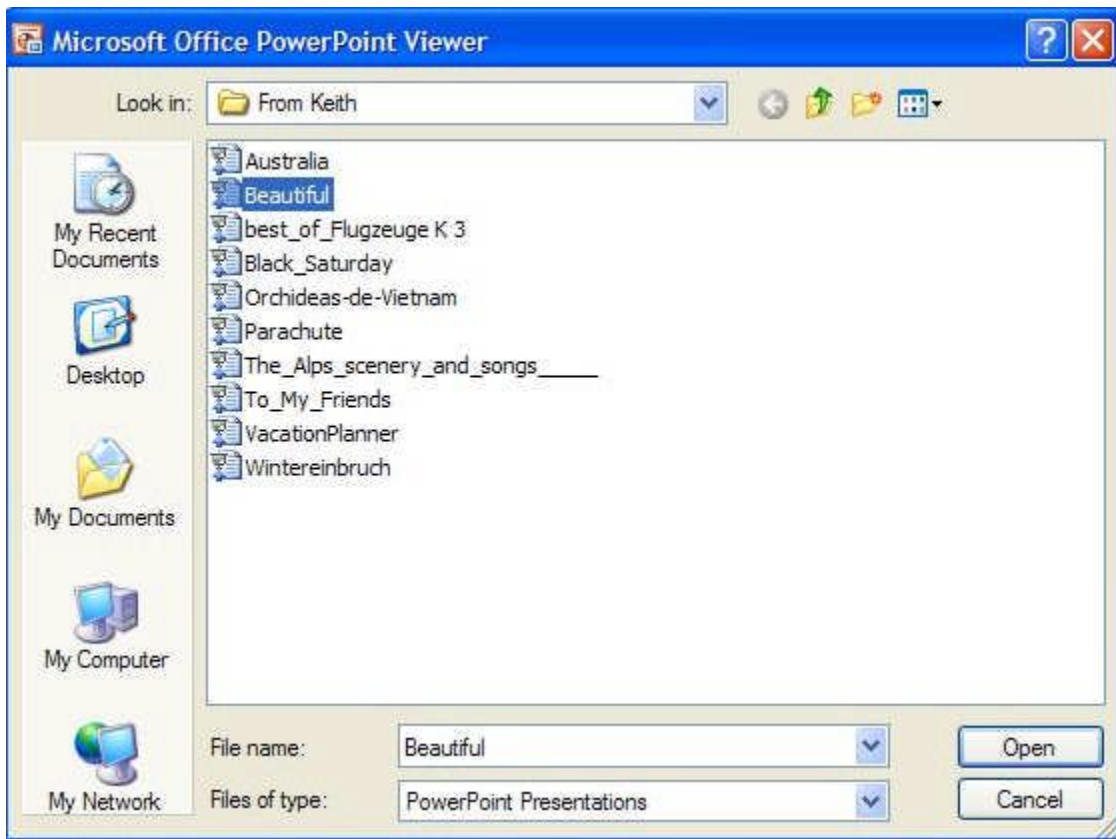 Microsoft Office PowerPoint Viewer
Look in: From Keith
My Recent
Documents
Desktop
My Documents
My Computer
My Network
Australia
Beautiful
best_of_Flugzeuge K 3
Black_Saturday
Orchideas-de-Vietnam
Parachute
The_Alps_scenery_and_songs_____
To_My_Friends
VacationPlanner
Wintereinbruch
File name: Beautiful Open
Files of type: PowerPoint Presentations Cancel